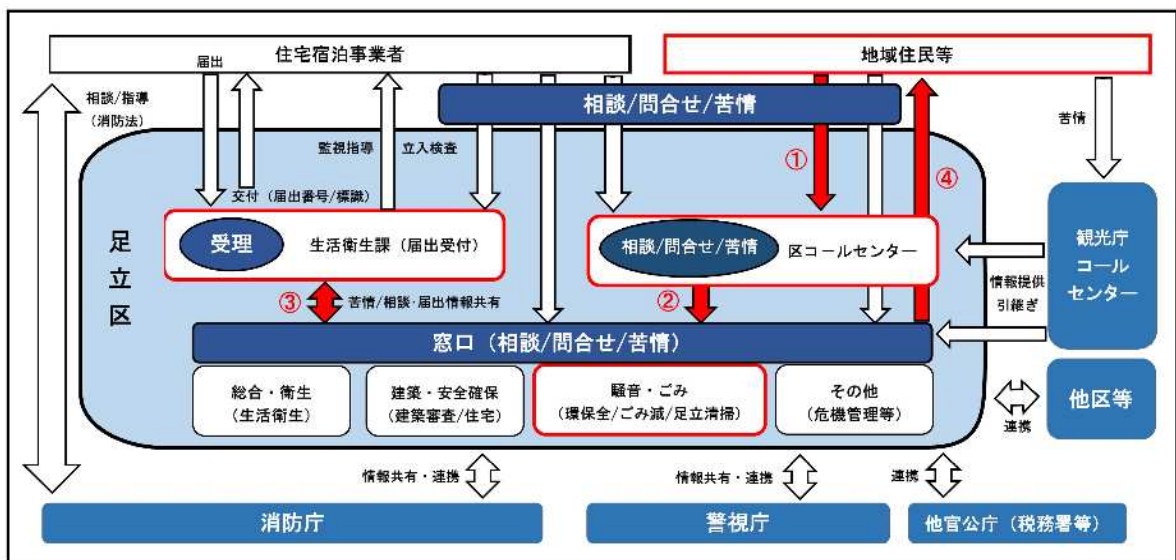 住宅宿泊事業者
地域住民等
届出
相談/指導
(消防法)
相談/問合せ/苦情
苦情
監視指導
立入検査
①
④
交付(届出番号/標識)
足立区
受理
生活衛生課(届出受付)
相談/問合せ/苦情
区コールセンター
観光庁
コール
センター
情報提供
引継ぎ
③
苦情/相談・届出情報共有
②
窓口(相談/問合せ/苦情)
総合・衛生
(生活衛生)
建築・安全確保
(建築審査/住宅)
騒音・ごみ
(環保全/ごみ減/足立清掃)
その他
(危機管理等)
他区等
連携
情報共有・連携
情報共有・連携
連携
消防庁
警視庁
他官公庁(税務署等)